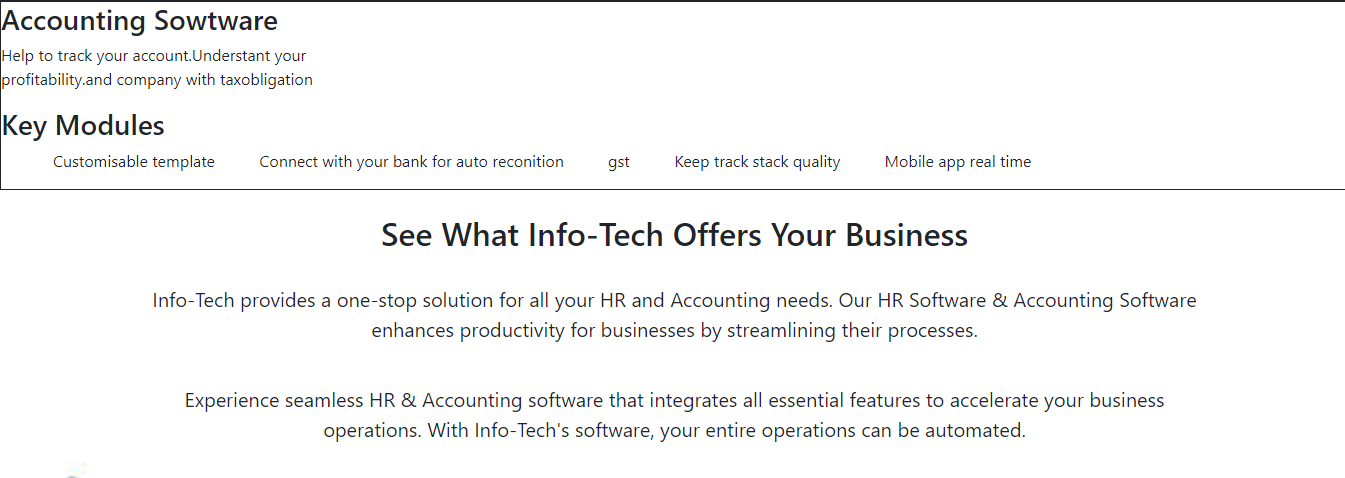 Accounting Sowtware
Help to track your account.Understant your
profitability.and company with taxobligation
Key Modules
Customisable template Connect with your bank for auto reconition gst Keep track stack quality Mobile app real time
See What Info-Tech Offers Your Business
Info-Tech provides a one-stop solution for all your HR and Accounting needs. Our HR Software & Accounting Software
enhances productivity for businesses by streamlining their processes.
Experience seamless HR & Accounting software that integrates all essential features to accelerate your business
operations. With Info-Tech's software, your entire operations can be automated.